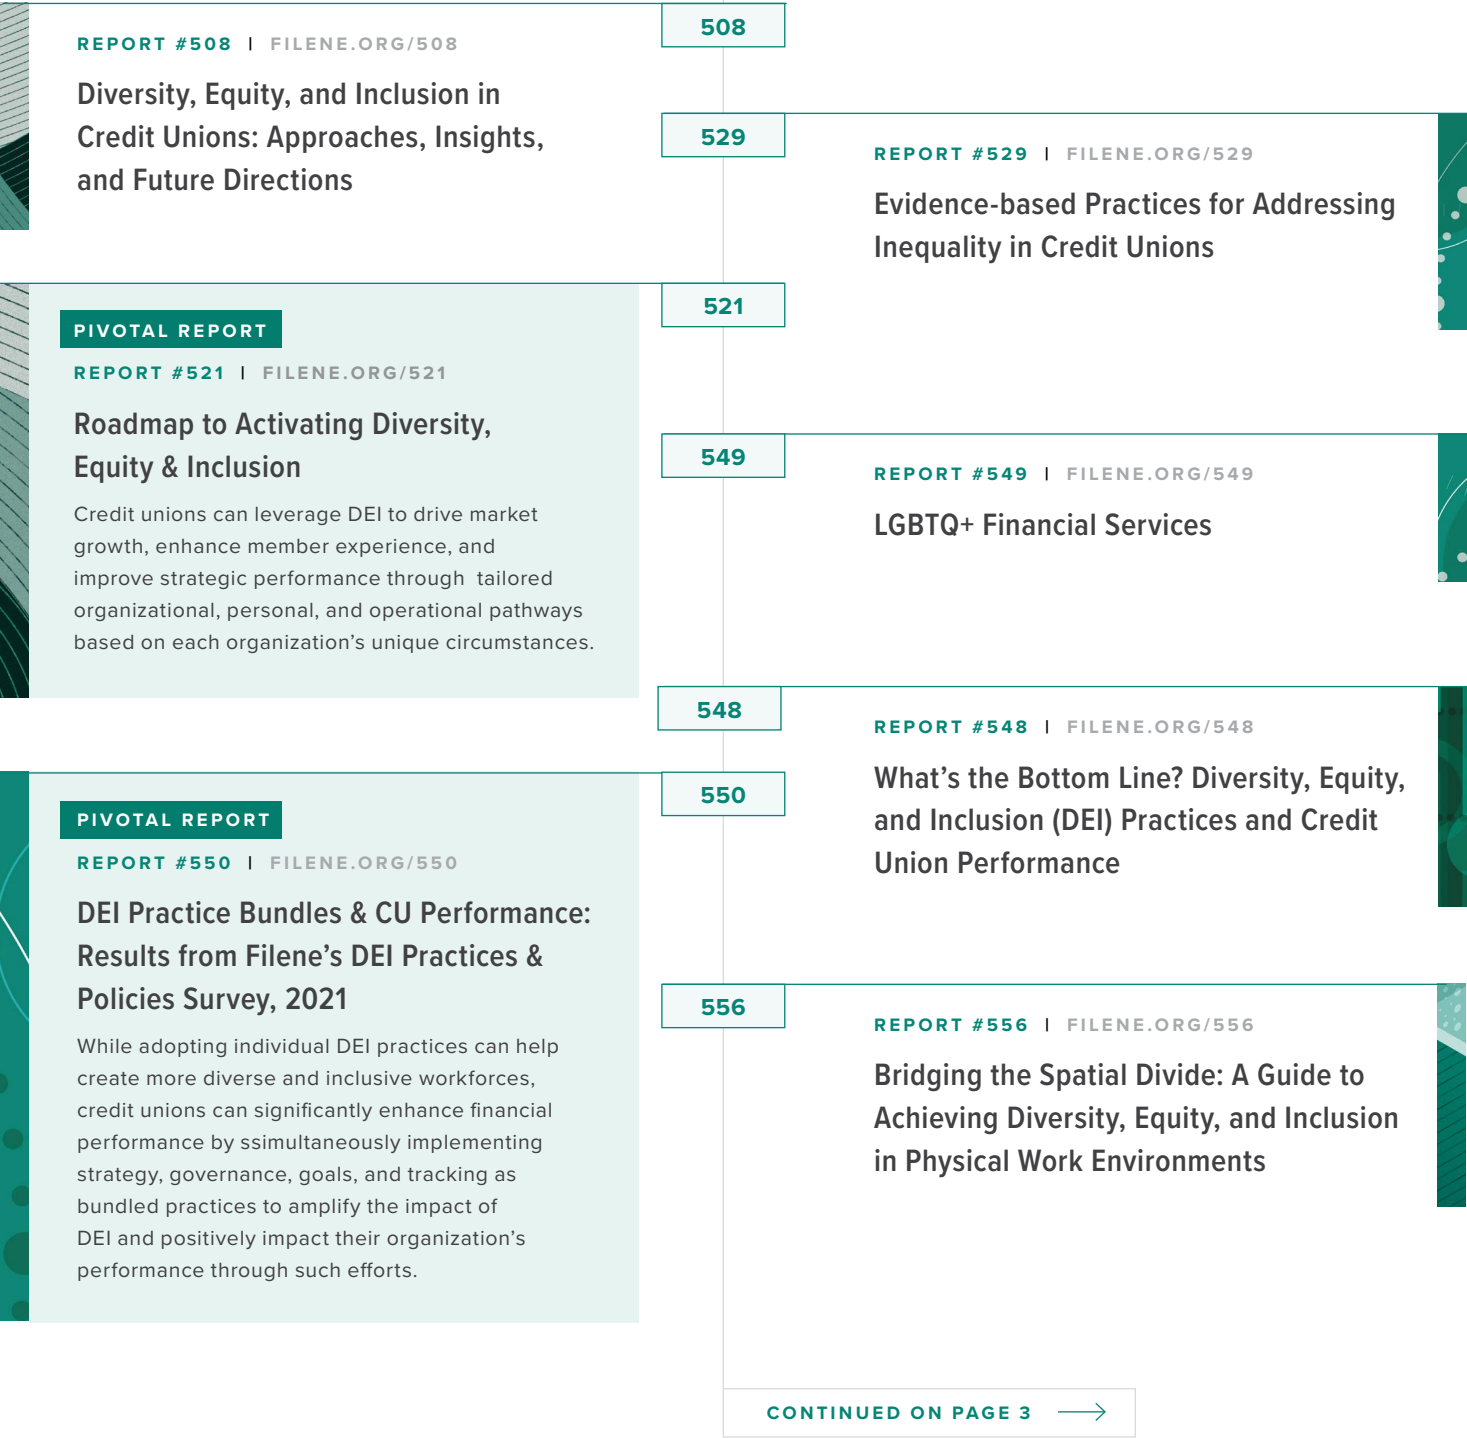 508
REPORT #508 | FILENE.ORG/508
Diversity, Equity, and Inclusion in
Credit Unions: Approaches, Insights,
and Future Directions
529
REPORT #529 | FILENE.ORG/529
Evidence-based Practices for Addressing
Inequality in Credit Unions
521
PIVOTAL REPORT
REPORT #521 | FILENE.ORG/521
Roadmap to Activating Diversity,
Equity & Inclusion
Credit unions can leverage DEI to drive market
growth, enhance member experience, and
improve strategic performance through tailored
organizational, personal, and operational pathways
based on each organization’s unique circumstances.
549
REPORT #549 | FILENE.ORG/549
LGBTQ+ Financial Services
548
REPORT #548 | FILENE.ORG/548
What’s the Bottom Line? Diversity, Equity,
and Inclusion (DEI) Practices and Credit
Union Performance
550
PIVOTAL REPORT
REPORT #550 | FILENE.ORG/550
DEI Practice Bundles & CU Performance:
Results from Filene’s DEI Practices &
Policies Survey, 2021
While adopting individual DEI practices can help
create more diverse and inclusive workforces,
credit unions can significantly enhance financial
performance by ssimultaneously implementing
strategy, governance, goals, and tracking as
bundled practices to amplify the impact of
DEI and positively impact their organization’s
performance through such efforts.
556
REPORT #556 | FILENE.ORG/556
Bridging the Spatial Divide: A Guide to
Achieving Diversity, Equity, and Inclusion
in Physical Work Environments
CONTINUED ON PAGE 3